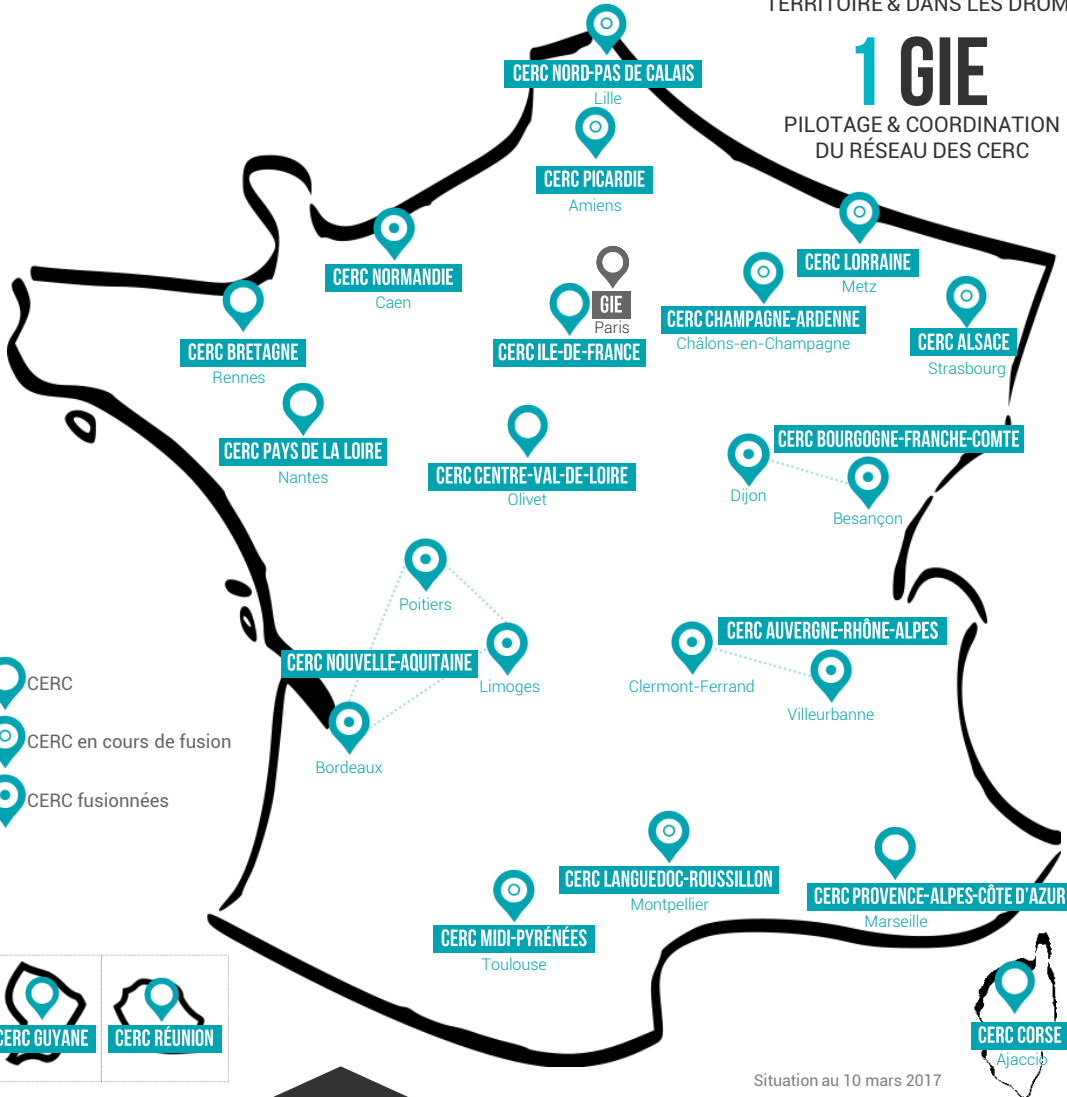 TERRITOIRE & DANS LES DROM
1 GIE
PILOTAGE & COORDINATION
DU RÉSEAU DES CERC
CERC NORD-PAS DE CALAIS
Lille
CERC PICARDIE
Amiens
CERC NORMANDIE
Caen
CERC LORRAINE
Metz
GIE
Paris
CERC CHAMPAGNE-ARDENNE
Châlons-en-Champagne
CERC ALSACE
Strasbourg
CERC BRETAGNE
Rennes
CERC ILE-DE-FRANCE
CERC PAYS DE LA LOIRE
Nantes
CERC CENTRE-VAL-DE-LOIRE
Olivet
CERC BOURGOGNE-FRANCHE-COMTE
Dijon
Besançon
Poitiers
CERC NOUVELLE-AQUITAINE
Limoges
Bordeaux
CERC AUVERGNE-RHÔNE-ALPES
Clermont-Ferrand
Villeurbanne
CERC
CERC en cours de fusion
CERC fusionnées
CERC LANGUEDOC-ROUSSILLON
Montpellier
CERC PROVENCE-ALPES-CÔTE D'AZUR
Marseille
CERC MIDI-PYRÉNÉES
Toulouse
CERC GUYANE
CERC RÉUNION
CERC CORSE
Ajaccio
Situation au 10 mars 2017